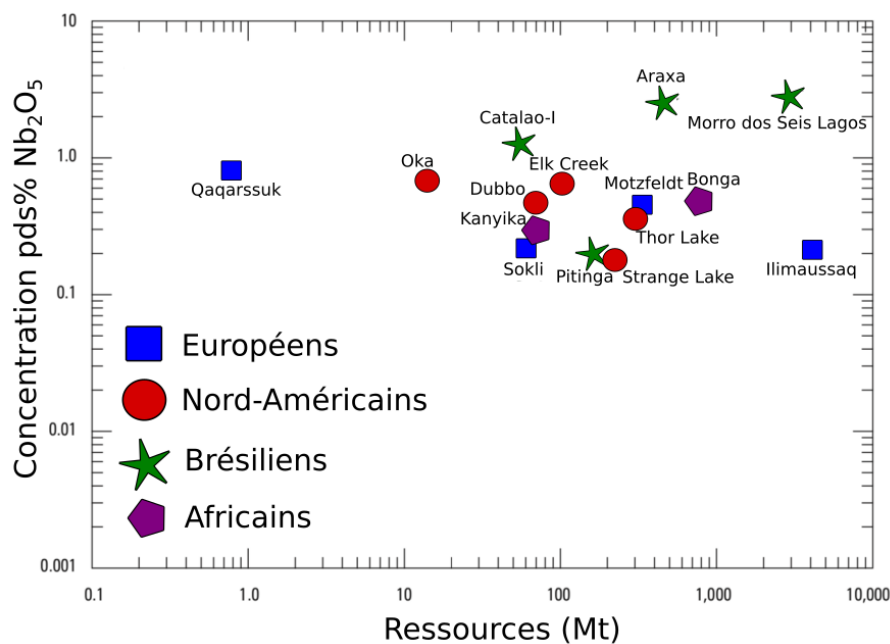 10
1.0
0.1
0.01
0.001
Concentration pds% Nb₂O₅
Araxa
Morro dos Seis Lagos
Catalao-I
Oka
Elk Creek
Qaqarssuk
Dubbo
Motzfeldt
Bonga
Kanyika
Thor Lake
Sokli
Pitinga
Strange Lake
Ilimaussaq
Européens
Nord-Américains
Brésiliens
Africains
0.1
1.0
10
100
1,000
10,000
Ressources (Mt)